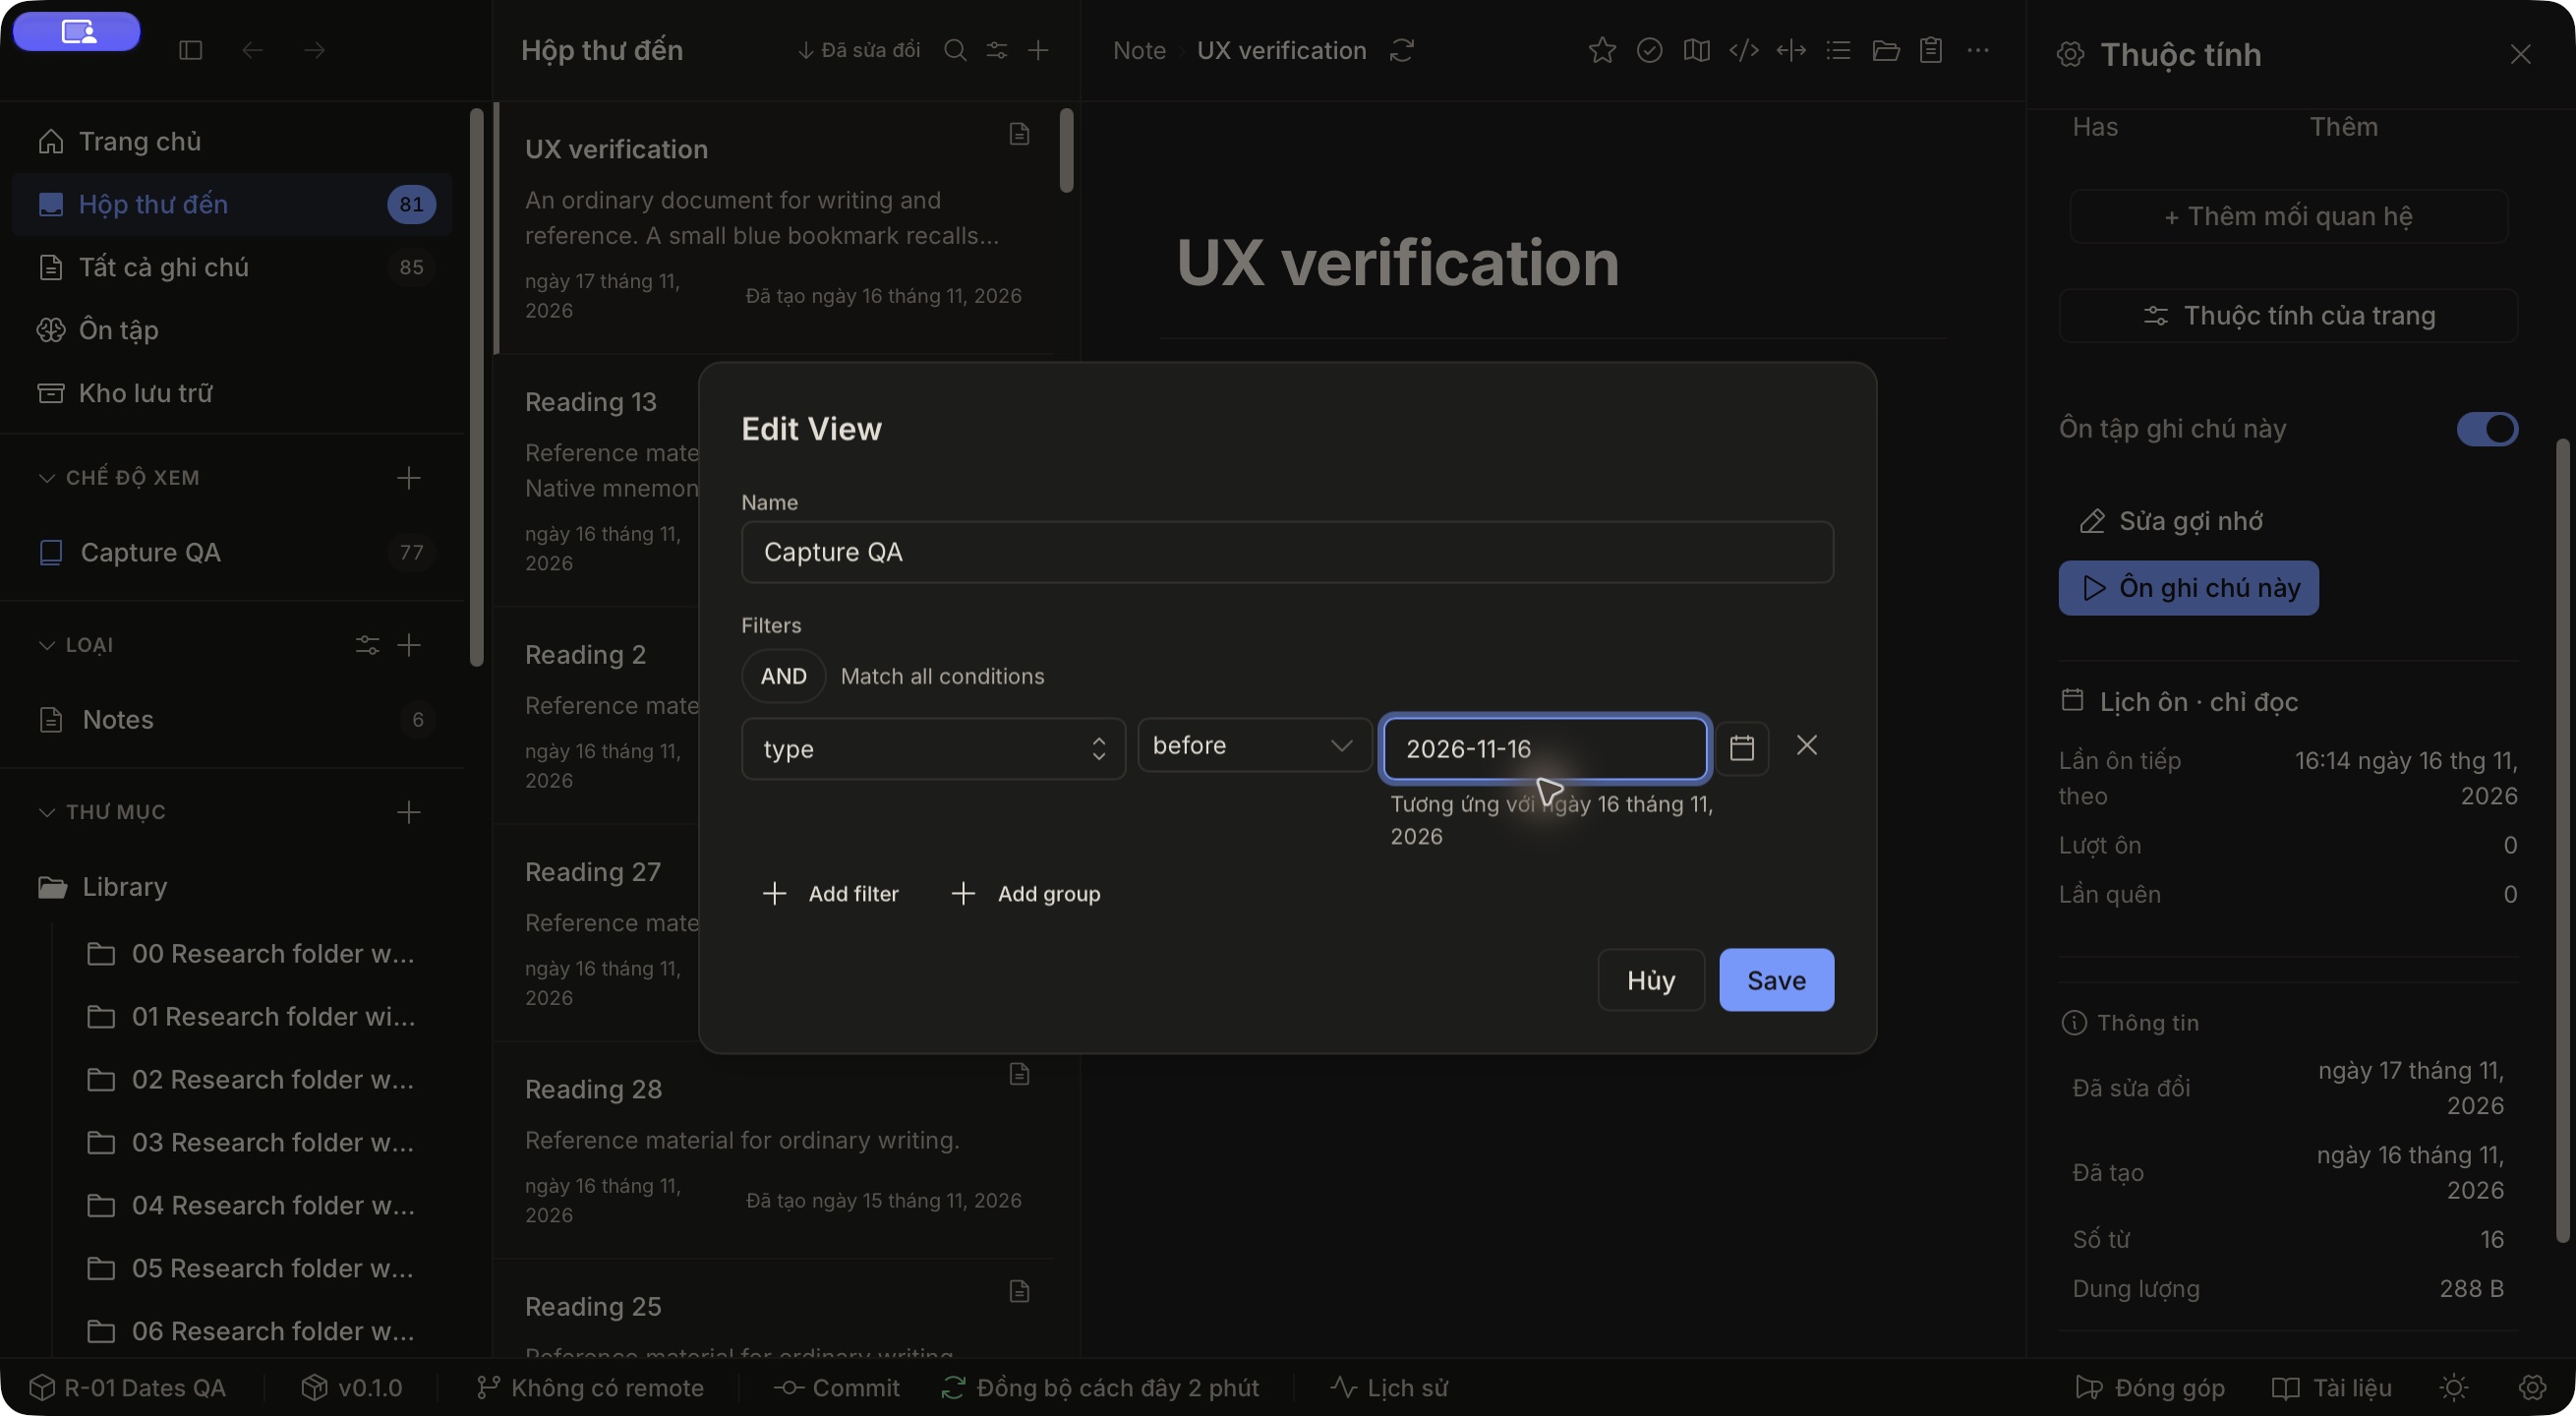 Hộp thư đến
Đã sửa đổi
Note
UX verification
Thuộc tính
Trang chủ
Hộp thư đến
81
Tất cả ghi chú
85
Ôn tập
Kho lưu trữ
CHẾ ĐỘ XEM
Capture QA
77
LOẠI
Notes
6
THƯ MỤC
Library
00 Research folder w...
01 Research folder wi...
02 Research folder w...
03 Research folder w...
04 Research folder w...
05 Research folder w...
06 Research folder w...
UX verification
An ordinary document for writing and
reference. A small blue bookmark recalls...
ngày 17 tháng 11,
2026
Đã tạo ngày 16 tháng 11, 2026
Reading 13
Reference mate
Native mnemon
ngày 16 tháng 11,
2026
Reading 2
Reference mate
ngày 16 tháng 11,
2026
Reading 27
Reference mate
ngày 16 tháng 11,
2026
Reading 28
Reference material for ordinary writing.
ngày 16 tháng 11,
2026
Đã tạo ngày 15 tháng 11, 2026
Reading 25
Reference material for ordinary writing
UX verification
Edit View
Name
Capture QA
Filters
AND
Match all conditions
type
before
2026-11-16
Tương ứng với ngày 16 tháng 11,
2026
Add filter
Add group
Hủy
Save
Has
Thêm
+ Thêm mối quan hệ
Thuộc tính của trang
Ôn tập ghi chú này
Sửa gợi nhớ
Ôn ghi chú này
Lịch ôn · chỉ đọc
Lần ôn tiếp
theo
16:14 ngày 16 thg 11,
2026
Lượt ôn
0
Lần quên
0
Thông tin
Đã sửa đổi
ngày 17 tháng 11,
2026
Đã tạo
ngày 16 tháng 11,
2026
Số từ
16
Dung lượng
288 B
R-01 Dates QA
v0.1.0
Không có remote
Commit
Đồng bộ cách đây 2 phút
Lịch sử
Đóng góp
Tài liệu